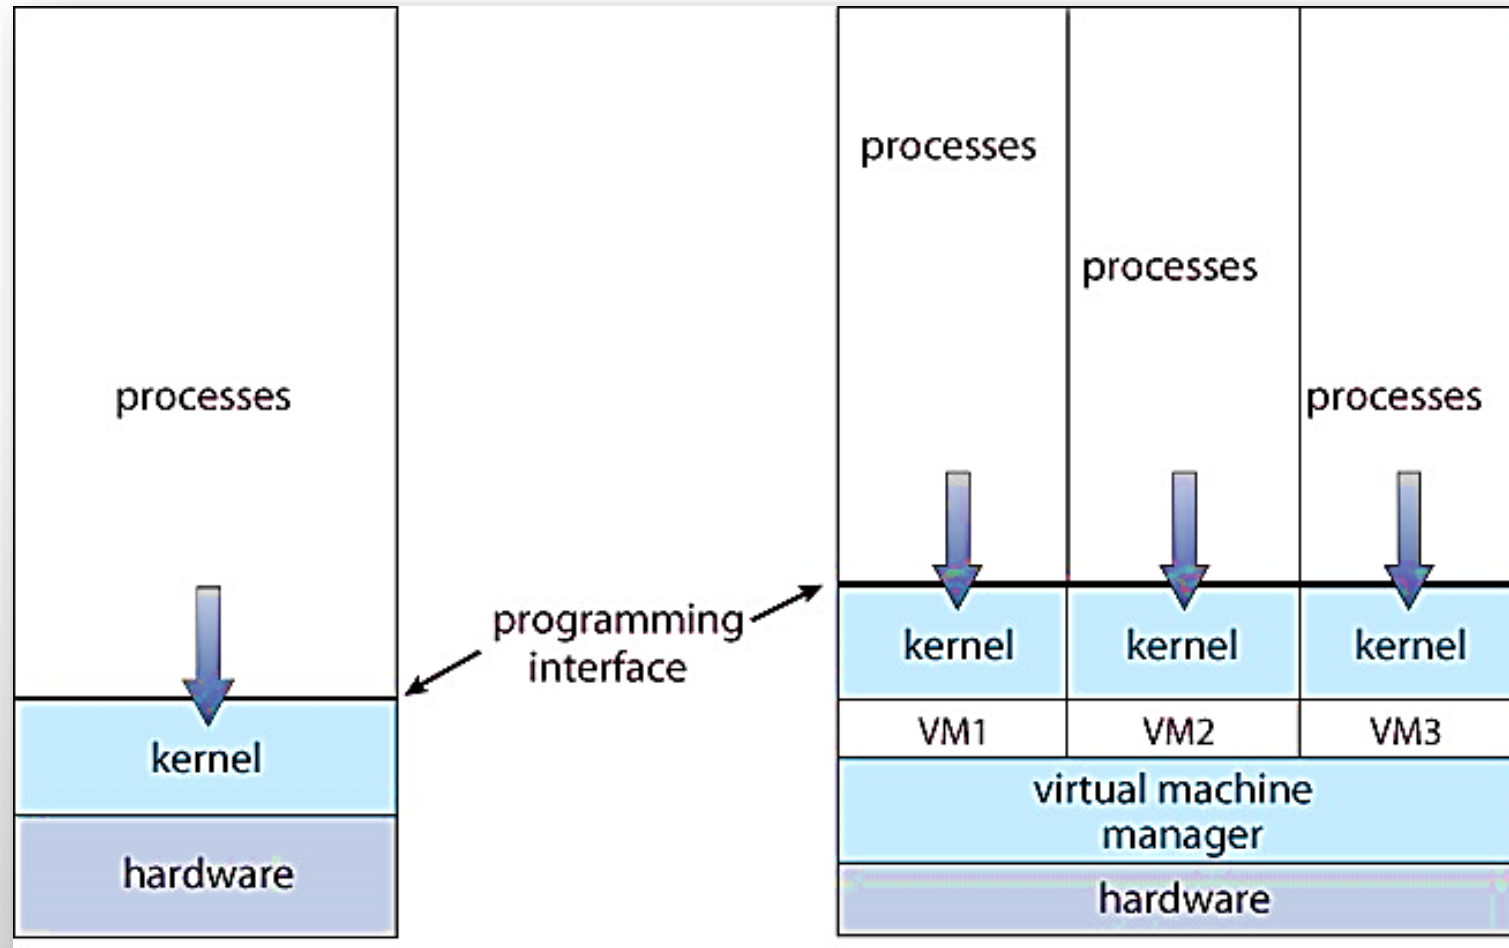 processes
kernel
hardware
programming
interface
processes
processes
processes
kernel
kernel
kernel
VM1
VM2
VM3
virtual machine
manager
hardware